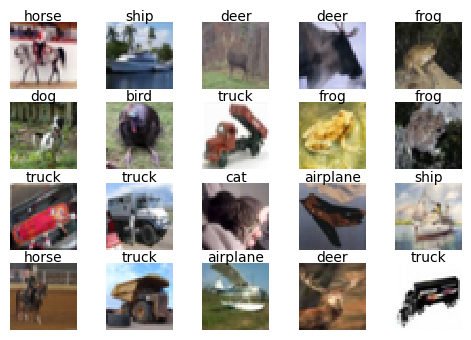 horse ship deer deer frog
dog bird truck frog frog
truck truck cat airplane ship
horse truck airplane deer truck